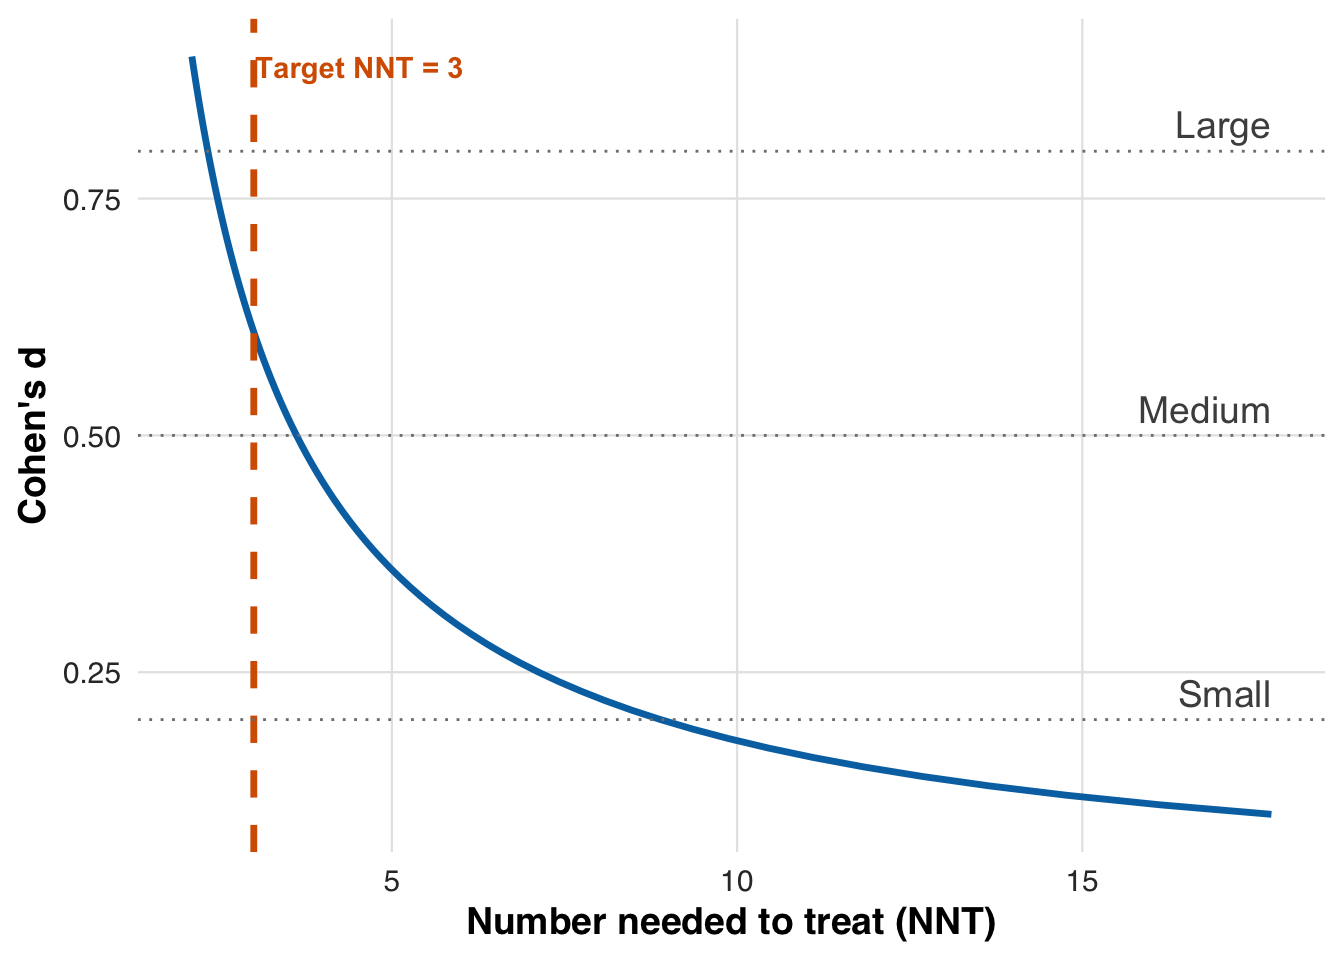 Target NNT = 3
Large
0.75
Medium
0.50
0.25
Small
Cohen's d
5 10 15
Number needed to treat (NNT)